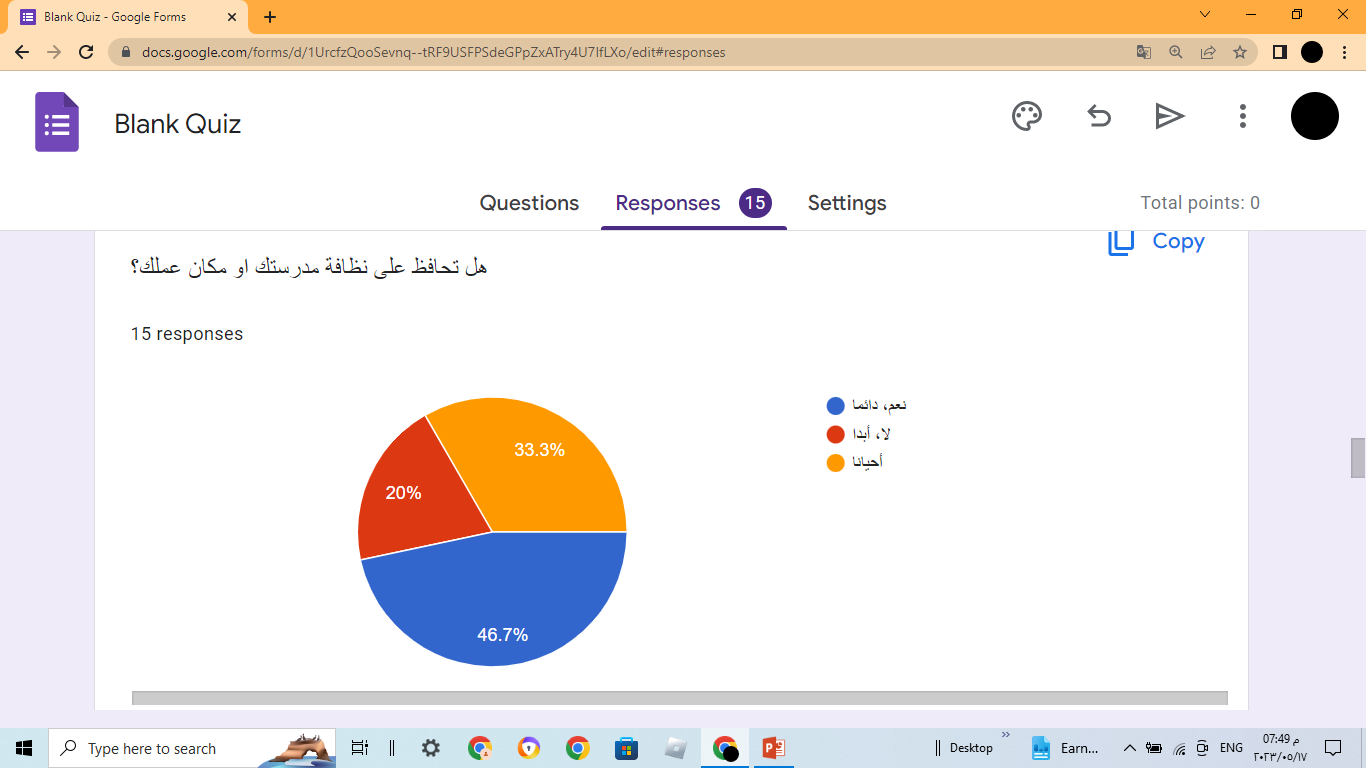 Blank Quiz - Google Forms
docs.google.com/forms/d/1UrcfzQooSevnq--tRF9USFPSdeGPpZxATry4U7lfLXo/edit#responses
Blank Quiz
Questions Responses 15 Settings Total points: 0
Copy
هل تحافظ على نظافة مدرستك او مكان عملك؟
15 responses
نعم، دائما
لا، أبدا
أحيانا
33.3%
20%
46.7%
Type here to search
Desktop
Earn...
ENG
07:49 م
٢٠٢٣/٠٥/١٧